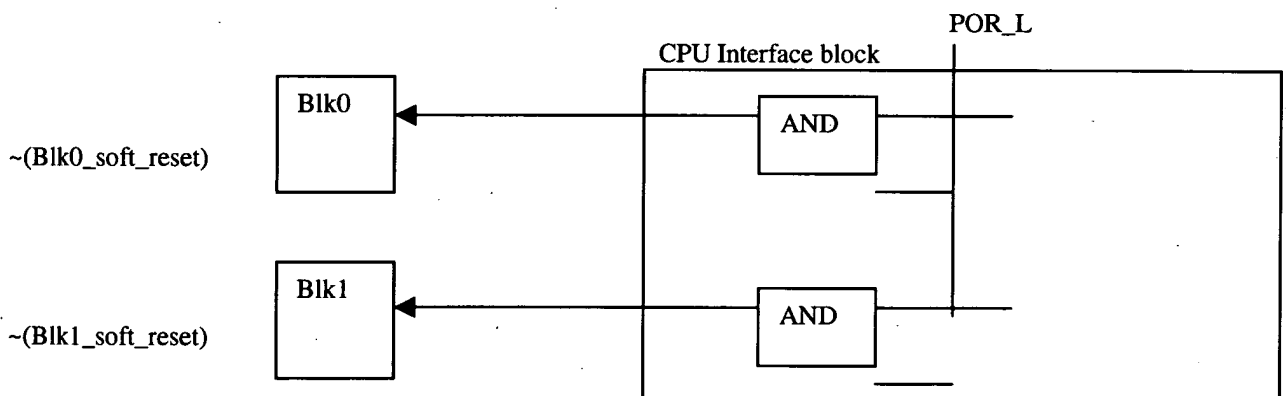 POR_L
CPU Interface block
Blk0
AND
~(Blk0_soft_reset)
Blk1
AND
~(Blk1_soft_reset)